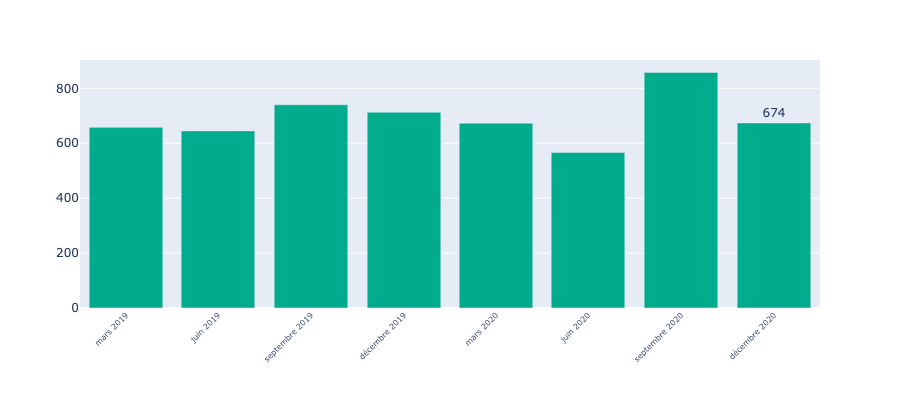 800
600
400
200
0
674
mars 2019
juin 2019
septembre 2019
décembre 2019
mars 2020
juin 2020
septembre 2020
décembre 2020